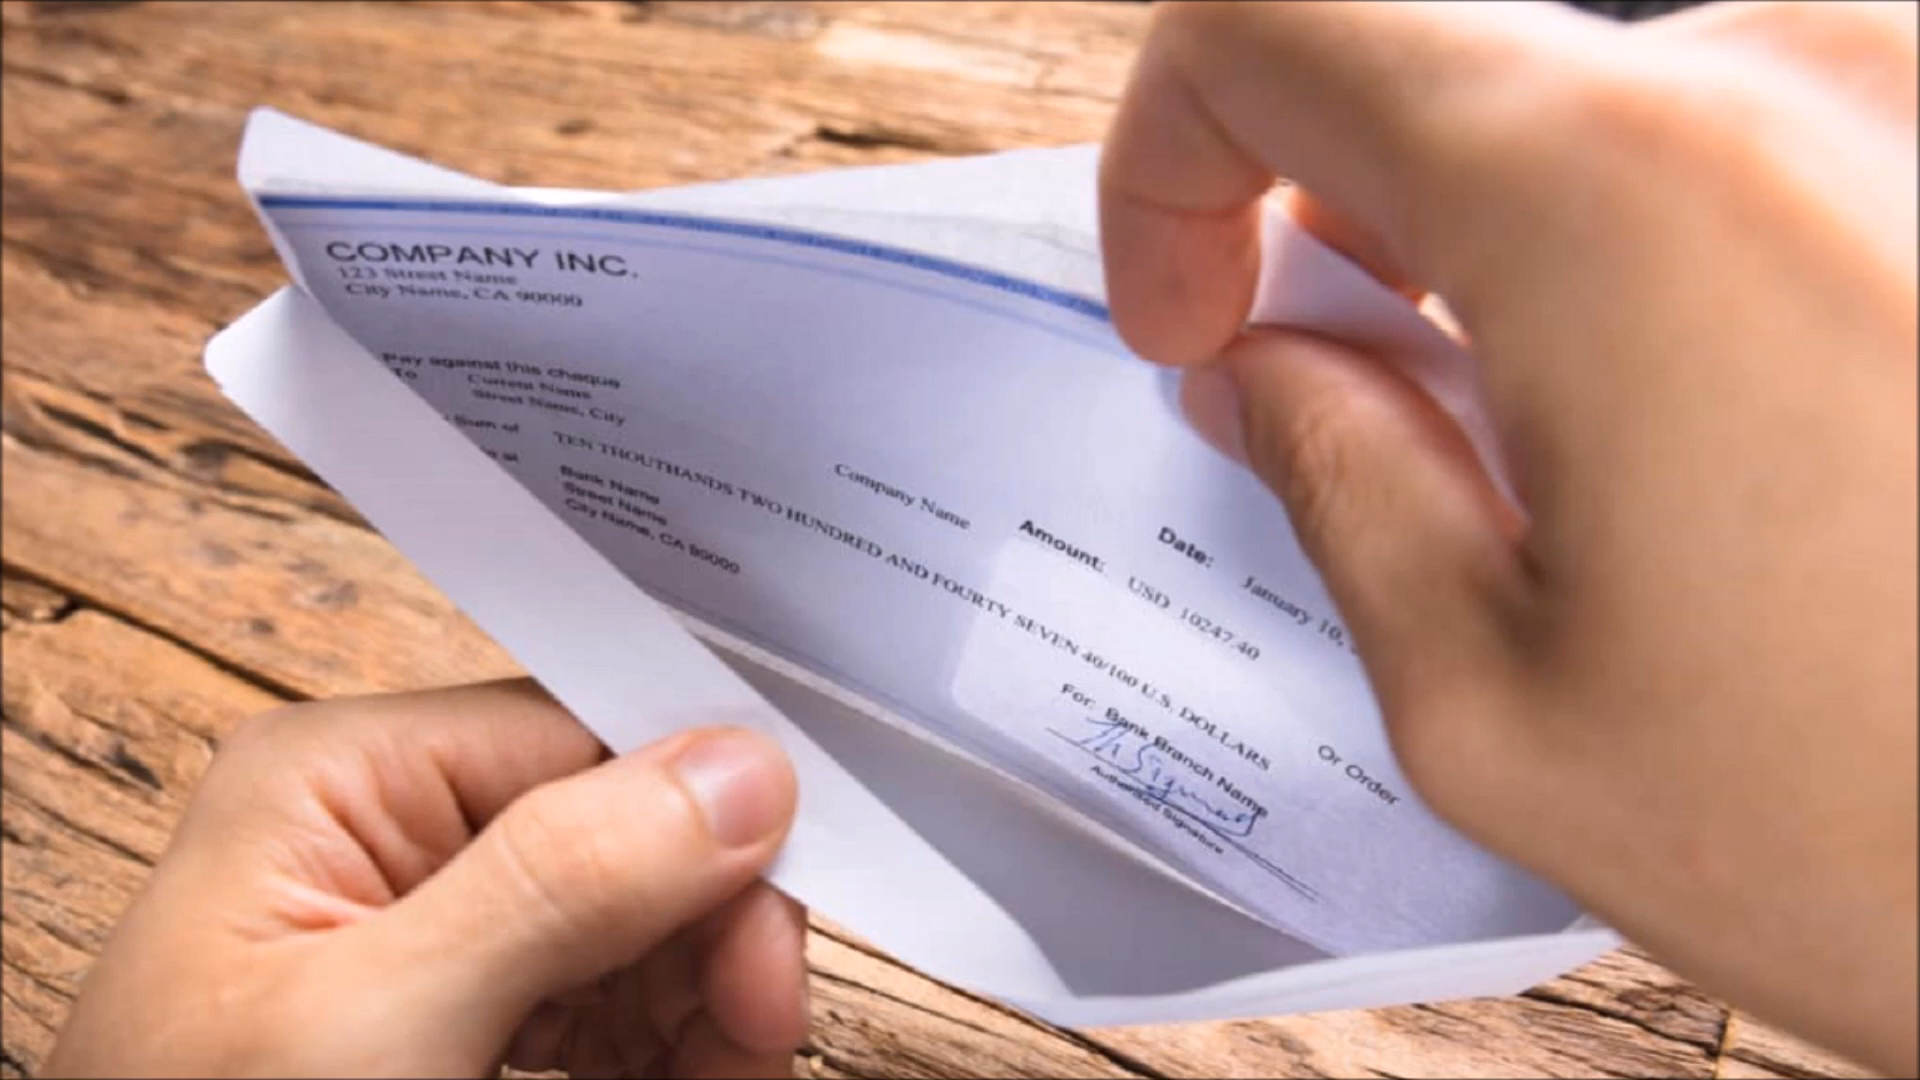 COMPANY INC.
123 Street Name
City Name, CA 90000
Date: January 10,
Pay against this cheque
To Current Name
Street Name, City
Company Name
Amount: USD 10247.40
Sum of TEN THOUTHANDS TWO HUNDRED AND FOURTY SEVEN 40/100 U.S. DOLLARS
Or Order
at
Bank Name
Street Name
City Name, CA 90000
For: Bank Branch Name
Authorized Signature